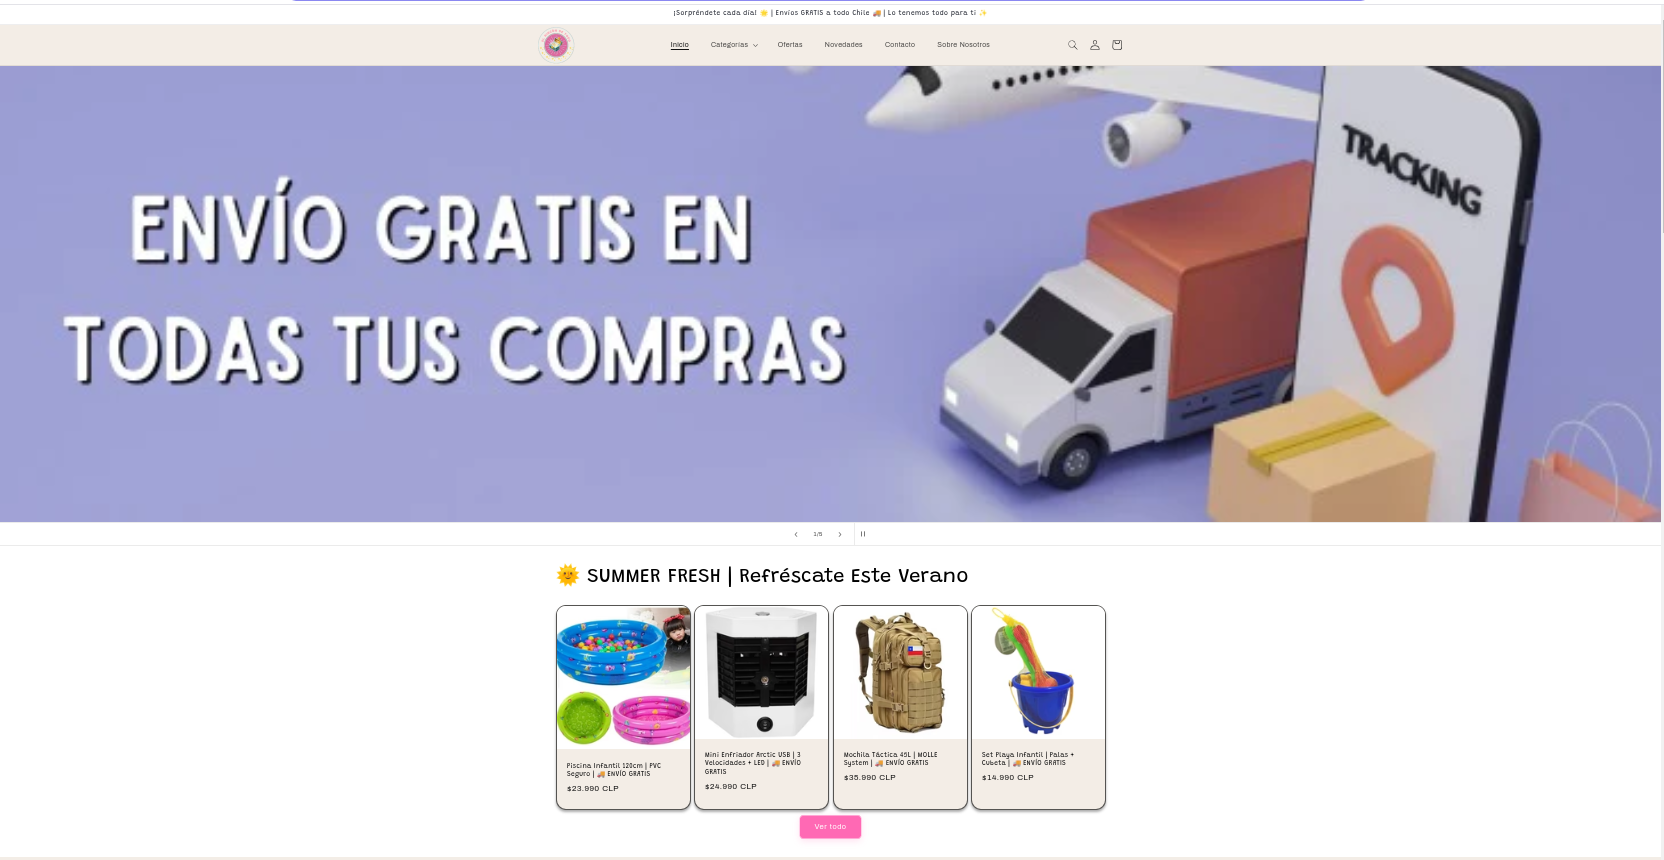 ¡Sorpréndete cada día! 🌟 | Envíos GRATIS a todo Chile 🚚 | Lo tenemos todo para ti ✨
Inicio
Categorías
Ofertas
Novedades
Contacto
Sobre Nosotros
TRACKING
ENVÍO GRATIS EN
TODAS TUS COMPRAS
1/5
🌞 SUMMER FRESH | Refréscate Este Verano
Piscina Infantil 120cm | PVC
Seguro | 🚚 ENVÍO GRATIS
$23.990 CLP
Mini Enfriador Arctic USB | 3
Velocidades + LED | 🚚 ENVÍO
GRATIS
$24.990 CLP
Mochila Táctica 45L | MOLLE
System | 🚚 ENVÍO GRATIS
$35.990 CLP
Set Playa Infantil | Palas +
Cubeta | 🚚 ENVÍO GRATIS
$14.990 CLP
Ver todo